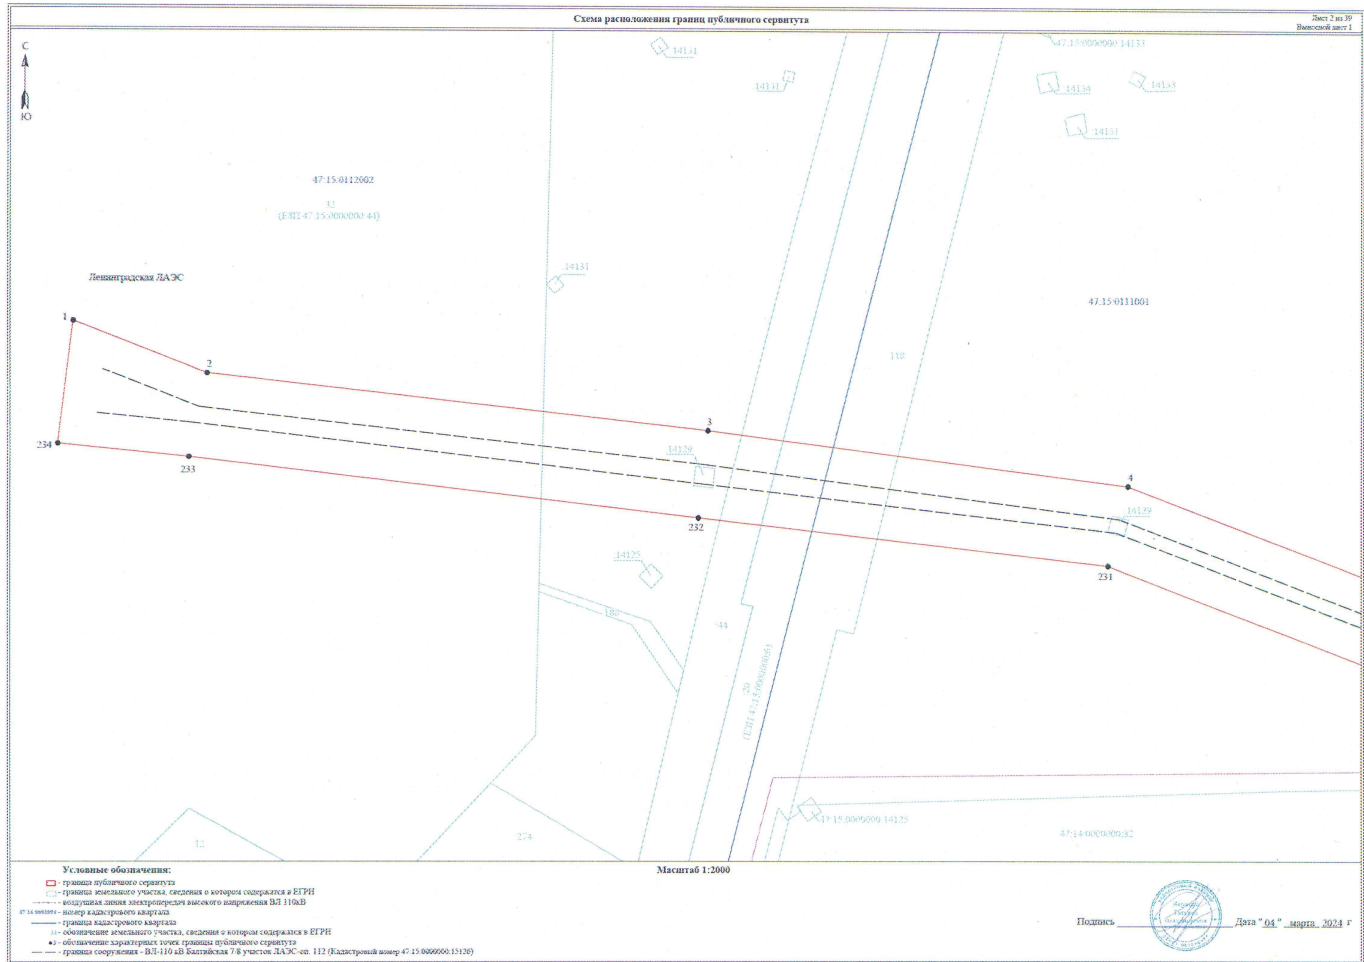 Схема расположения границ публичного сервитута
Лист 2 из 39
Выносной лист 1
С
Ю
:14131
:14131
47:15:0000000:14133
:14134
:14133
:14133
47:15:0112002
(ЕЗП 47:15:0000000:44)
:14131
Ленинградская ЛАЭС
47:15:0111001
:118
1
2
3
4
234
233
:14129
232
:14129
231
:14125
:188
:44
:20
:274
47:15:0000000:14125
47:14:0000000:32
Условные обозначения:
Масштаб 1:2000
- граница публичного сервитута
- граница земельного участка, сведения о котором содержатся в ЕГРН
- воздушная линия электропередач высокого напряжения ВЛ 110кВ
- номер кадастрового квартала
- граница кадастрового квартала
- обозначение земельного участка, сведения о котором содержатся в ЕГРН
- обозначение характерных точек границы публичного сервитута
- граница сооружения - ВЛ-110 кВ Балтийская 7/8 участок ЛАЭС-оп. 112 (Кадастровый номер 47:15:0000000:15126)
Подпись
Дата " 04 " марта 2024 г